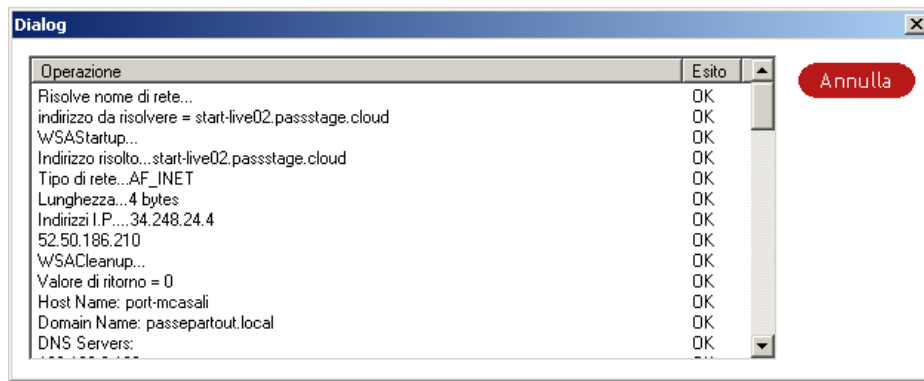 Dialog
Operazione Esito
Annulla
Risolve nome di rete... OK
indirizzo da risolvere = start-live02.passstage.cloud OK
WSAStartup... OK
Indirizzo risolto...start-live02.passstage.cloud OK
Tipo di rete...AF_INET OK
Lunghezza...4 bytes OK
Indirizzi I.P....34.248.24.4 OK
52.50.186.210 OK
WSACleanup... OK
Valore di ritorno = 0 OK
Host Name: port-mcasali OK
Domain Name: passepartout.local OK
DNS Servers: OK